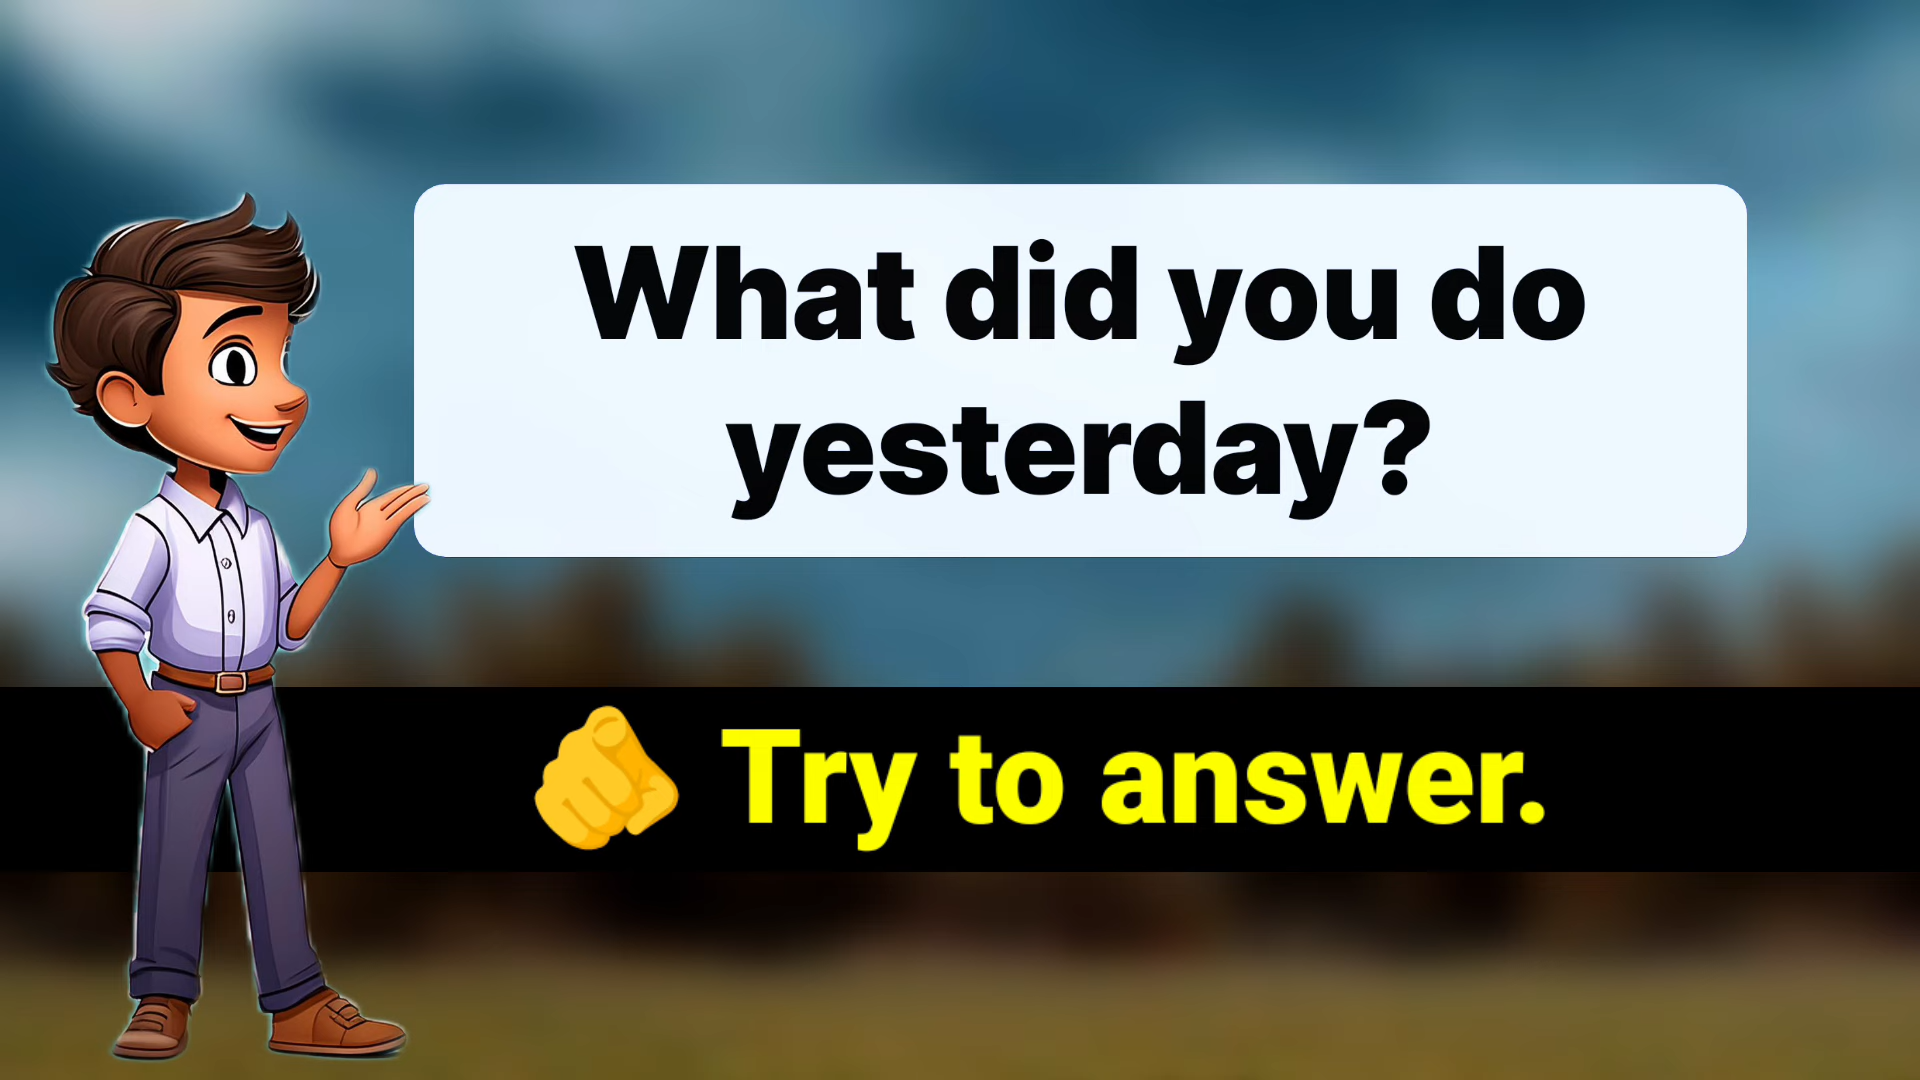 What did you do
yesterday?
🫵 Try to answer.